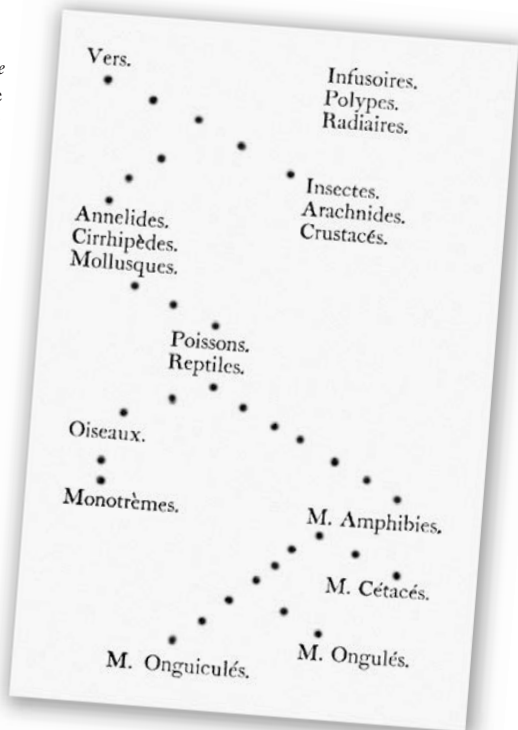 Vers.
Infusoires.
Polypes.
Radiaires.
Insectes.
Arachnides.
Crustacés.
Annelides.
Cirrhipèdes.
Mollusques.
Poissons.
Reptiles.
Oiseaux.
Monotrèmes.
M. Amphibies.
M. Cétacés.
M. Ongulés.
M. Onguiculés.